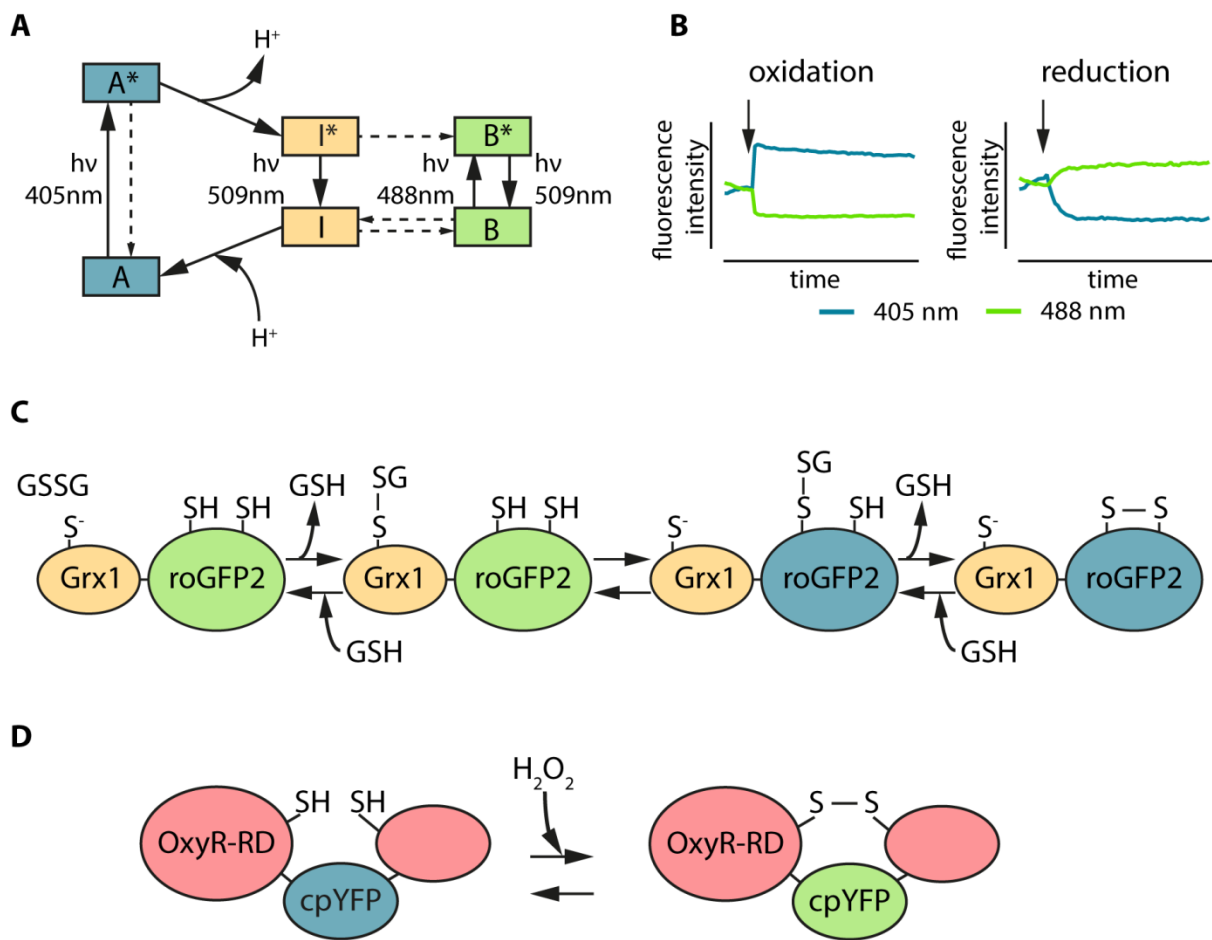 A
H⁺
A*
I*
B*
hν
405nm
hν
509nm
hν
488nm
hν
509nm
A
I
B
H⁺
B
oxidation
reduction
fluorescence
intensity
time
fluorescence
intensity
time
405 nm
488 nm
C
GSSG
S⁻
Grx1
SH SH
roGFP2
GSH
GSH
SG
S
Grx1
SH SH
roGFP2
S⁻
Grx1
SG
S
SH
roGFP2
GSH
GSH
S⁻
Grx1
S — S
roGFP2
D
OxyR-RD
SH SH
cpYFP
H₂O₂
OxyR-RD
S — S
cpYFP